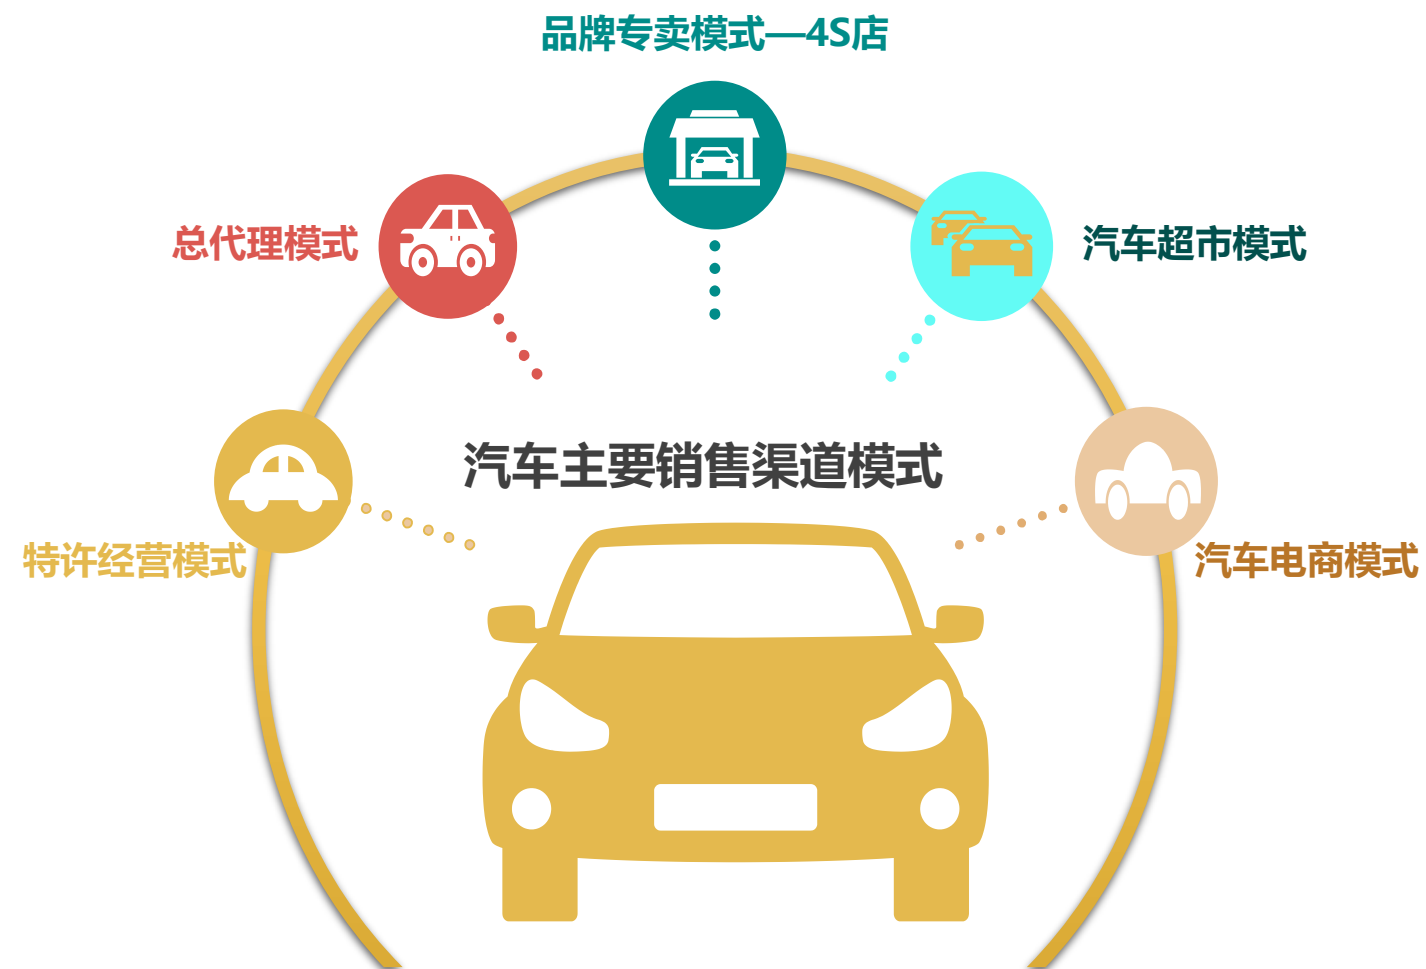 品牌专卖模式—4S店
总代理模式
汽车超市模式
汽车主要销售渠道模式
特许经营模式
汽车电商模式